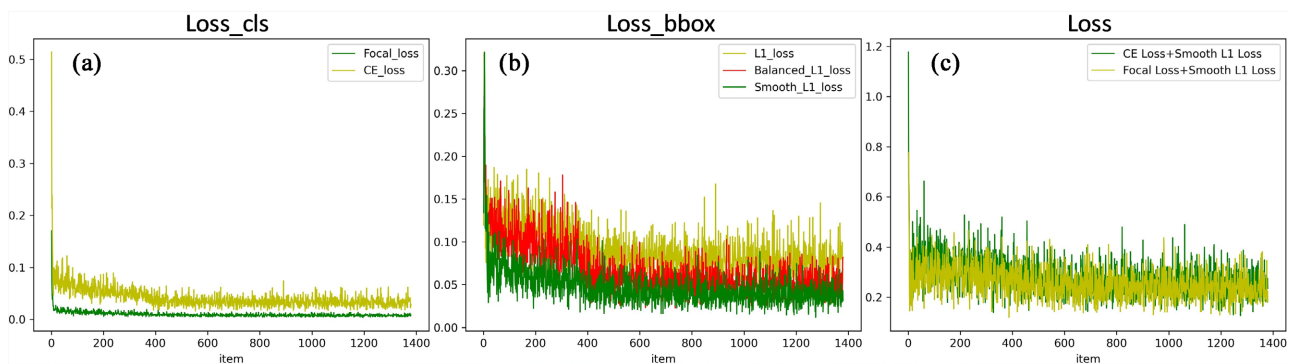 Loss_cls
(a)
Focal_loss
CE_loss
0.5
0.4
0.3
0.2
0.1
0.0
0
200
400
600
800
1000
1200
1400
item
Loss_bbox
(b)
L1_loss
Balanced_L1_loss
Smooth_L1_loss
0.30
0.25
0.20
0.15
0.10
0.05
0.00
0
200
400
600
800
1000
1200
1400
item
Loss
(c)
CE Loss+Smooth L1 Loss
Focal Loss+Smooth L1 Loss
1.2
1.0
0.8
0.6
0.4
0.2
0
200
400
600
800
1000
1200
1400
item